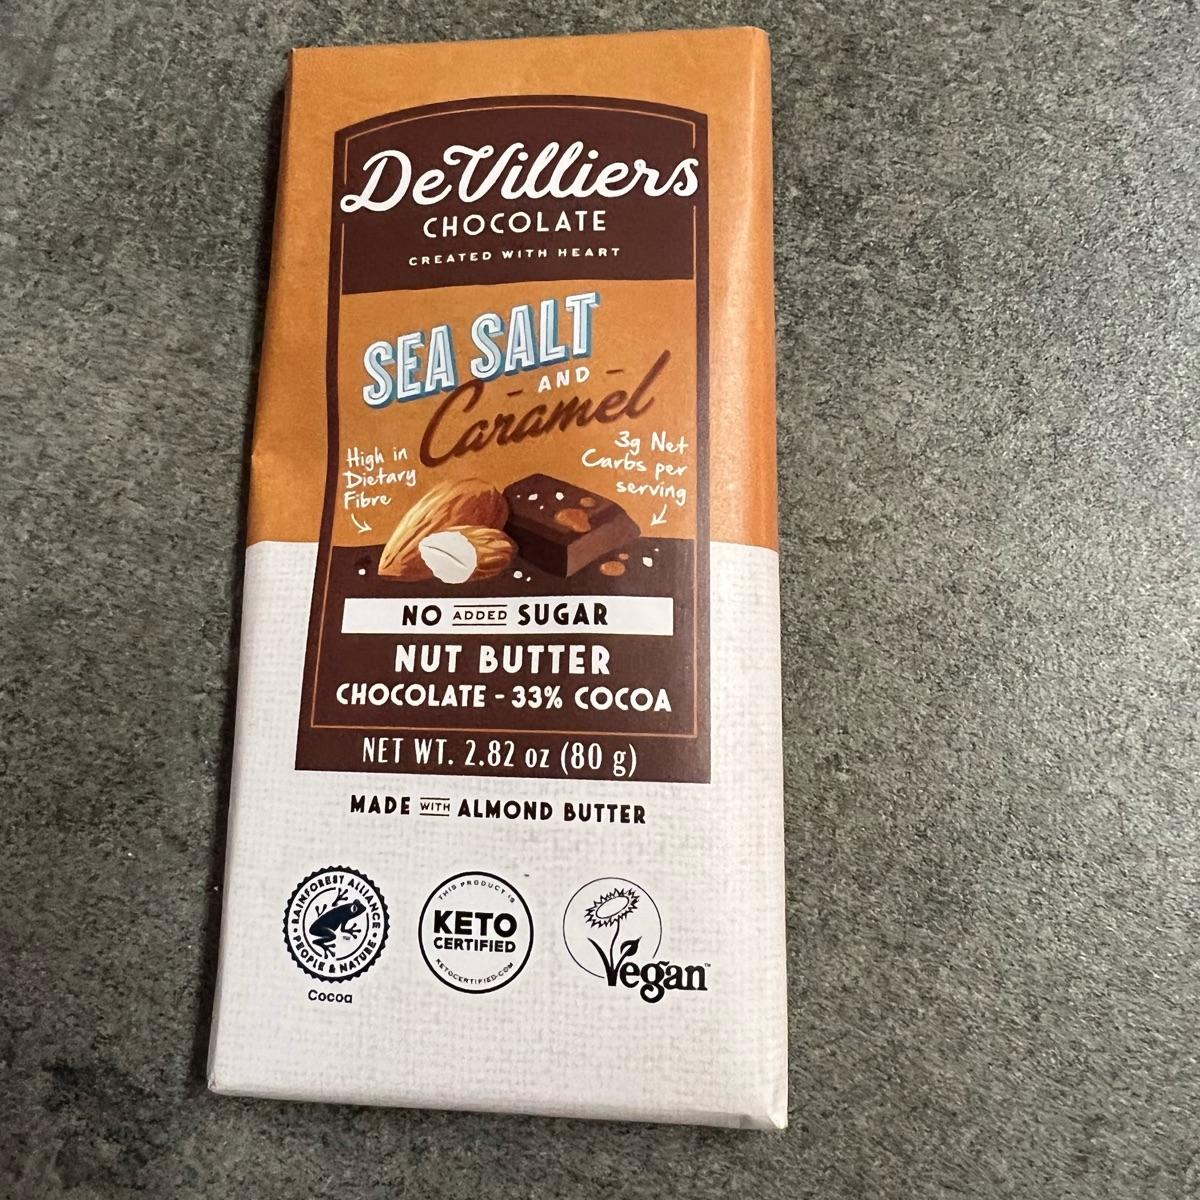 DeVilliers
CHOCOLATE
CREATED WITH HEART
SEA SALT
AND
Caramel
High in
Dietary
Fibre
3g Net
Carbs per
serving
NO ADDED SUGAR
NUT BUTTER
CHOCOLATE - 33% COCOA
NET WT. 2.82 oz (80 g)
MADE WITH ALMOND BUTTER
RAINFOREST ALLIANCE
PEOPLE & NATURE
TM
Cocoa
THIS PRODUCT IS
KETO
CERTIFIED
KETOCERTIFIED.COM
Vegan™